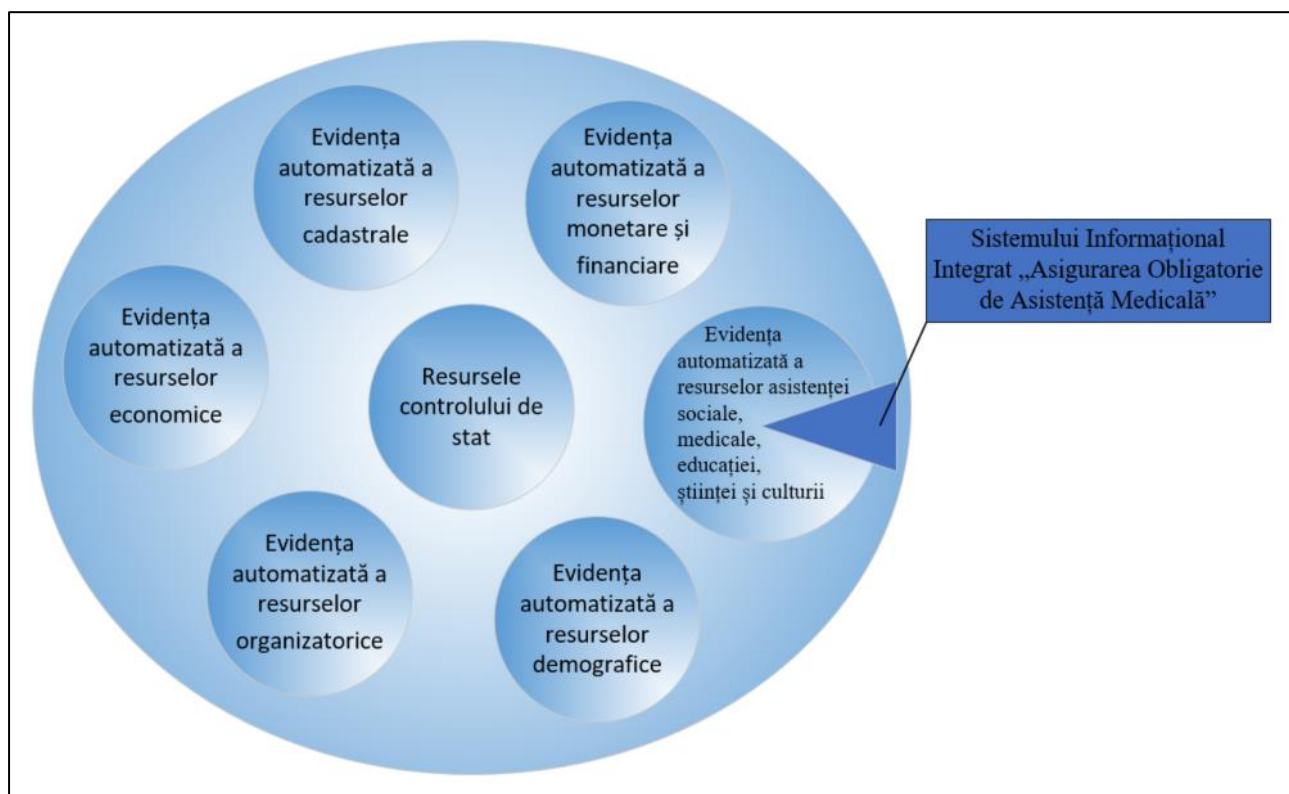 Evidența
automatizată a
resurselor
cadastrale
Evidența
automatizată a
resurselor
monetare și
financiare
Sistemului Informațional
Integrat „Asigurarea Obligatorie
de Asistență Medicală”
Evidența
automatizată a
resurselor
economice
Resursele
controlului de
stat
Evidența
automatizată a
resurselor asistenței
sociale,
medicale,
educației,
științei și culturii
Evidența
automatizată a
resurselor
organizatorice
Evidența
automatizată a
resurselor
demografice